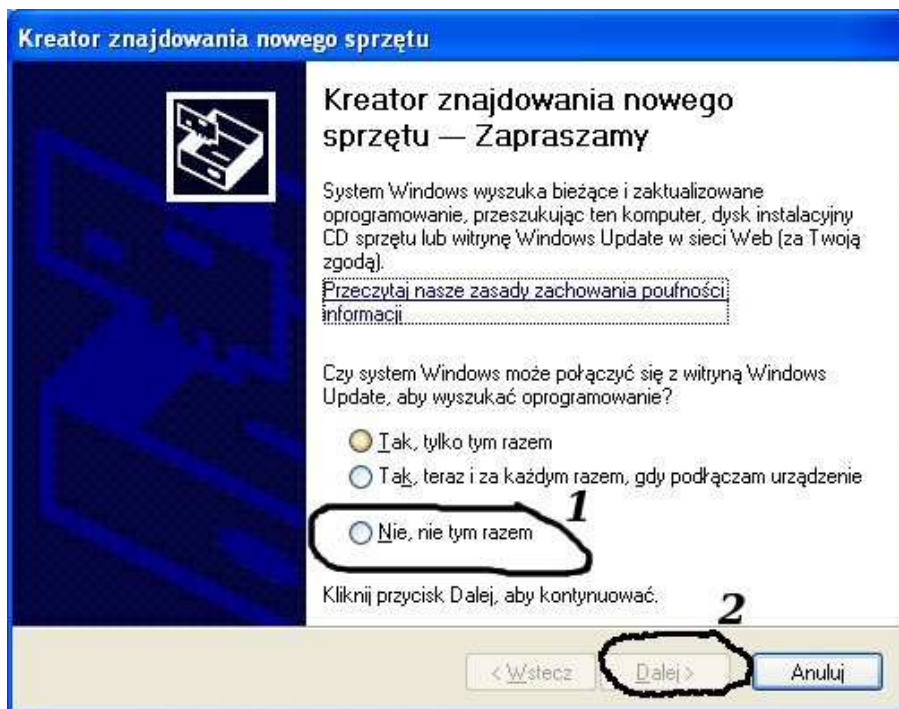 Kreator znajdowania nowego sprzętu
Kreator znajdowania nowego
sprzętu — Zapraszamy
System Windows wyszuka bieżące i zaktualizowane
oprogramowanie, przeszukując ten komputer, dysk instalacyjny
CD sprzętu lub witrynę Windows Update w sieci Web (za Twoją
zgodą).
Przeczytaj nasze zasady zachowania poufności
informacji
Czy system Windows może połączyć się z witryną Windows
Update, aby wyszukać oprogramowanie?
Tak, tylko tym razem
Tak, teraz i za każdym razem, gdy podłączam urządzenie
1
Nie, nie tym razem
Kliknij przycisk Dalej, aby kontynuować.
2
< Wstecz Dalej > Anuluj